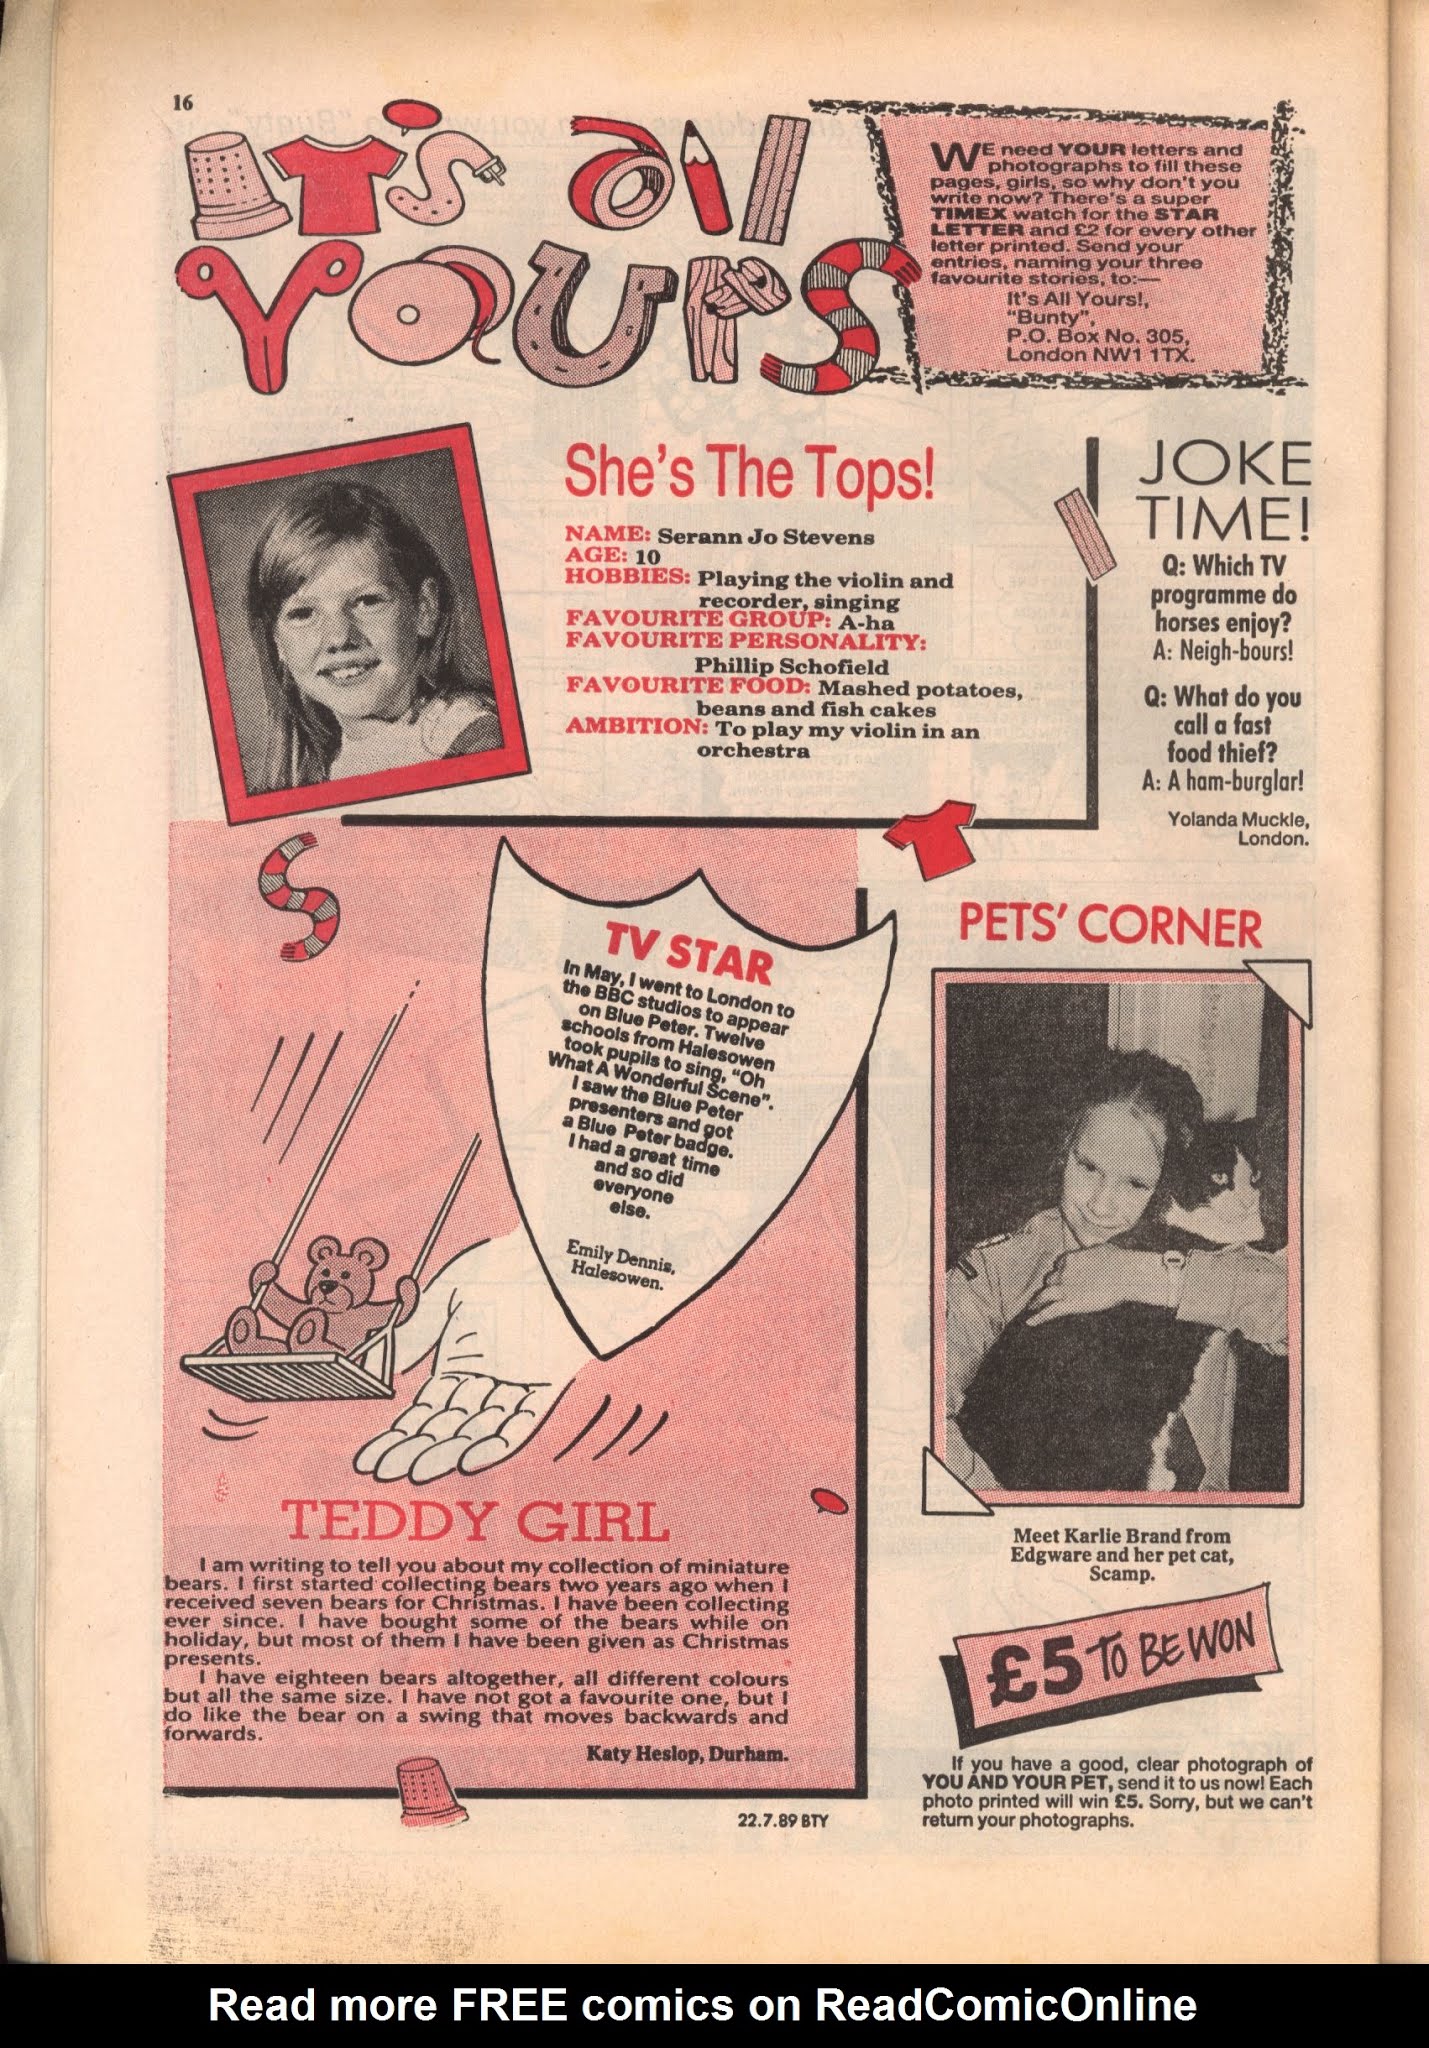 16
It's all
Yours
WE need YOUR letters and
photographs to fill these
pages, girls, so why don't you
write now? There's a super
TIMEX watch for the STAR
LETTER and £2 for every other
letter printed. Send your
entries, naming your three
favourite stories, to:—
It's All Yours!,
"Bunty",
P.O. Box No. 305,
London NW1 1TX.
She's The Tops!
NAME: Serann Jo Stevens
AGE: 10
HOBBIES: Playing the violin and
recorder, singing
FAVOURITE GROUP: A-ha
FAVOURITE PERSONALITY:
Phillip Schofield
FAVOURITE FOOD: Mashed potatoes,
beans and fish cakes
AMBITION: To play my violin in an
orchestra
JOKE
TIME!
Q: Which TV
programme do
horses enjoy?
A: Neigh-bours!
Q: What do you
call a fast
food thief?
A: A ham-burglar!
Yolanda Muckle,
London.
TV STAR
In May, I went to London to
the BBC studios to appear
on Blue Peter. Twelve
schools from Halesowen
took pupils to sing, "Oh
What A Wonderful Scene".
I saw the Blue Peter
presenters and got
a Blue Peter badge.
I had a great time
and so did
everyone
else.
Emily Dennis,
Halesowen.
PETS' CORNER
Meet Karlie Brand from
Edgware and her pet cat,
Scamp.
£5 TO BE WON
If you have a good, clear photograph of
YOU AND YOUR PET, send it to us now! Each
photo printed will win £5. Sorry, but we can't
return your photographs.
TEDDY GIRL
I am writing to tell you about my collection of miniature
bears. I first started collecting bears two years ago when I
received seven bears for Christmas. I have been collecting
ever since. I have bought some of the bears while on
holiday, but most of them I have been given as Christmas
presents.
I have eighteen bears altogether, all different colours
but all the same size. I have not got a favourite one, but I
do like the bear on a swing that moves backwards and
forwards.
Katy Heslop, Durham.
22.7.89 BTY
Read more FREE comics on ReadComicOnline